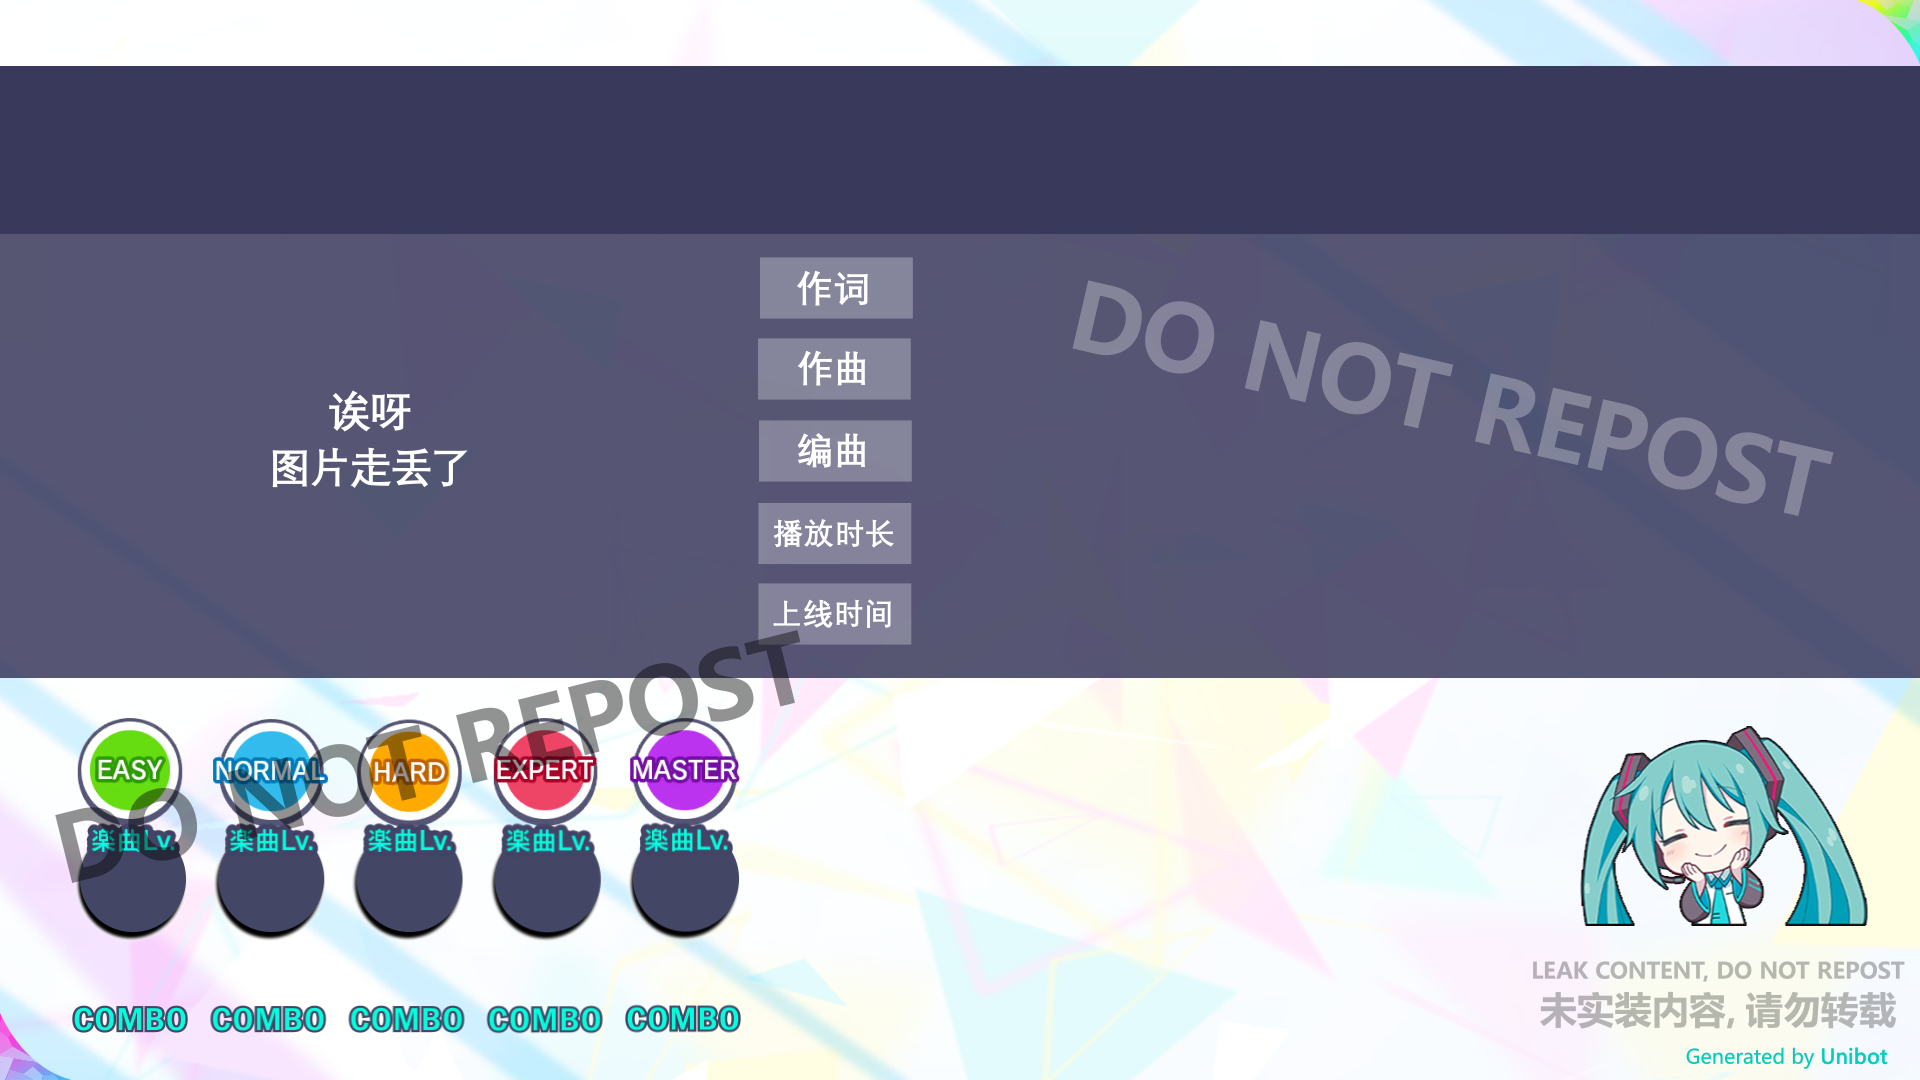 作词
作曲
编曲
播放时长
上线时间
诶呀
图片走丢了
DO NOT REPOST
DO NOT REPOST
EASY
NORMAL
HARD
EXPERT
MASTER
楽曲Lv.
楽曲Lv.
楽曲Lv.
楽曲Lv.
楽曲Lv.
COMBO
COMBO
COMBO
COMBO
COMBO
LEAK CONTENT, DO NOT REPOST
未实装内容, 请勿转载
Generated by Unibot